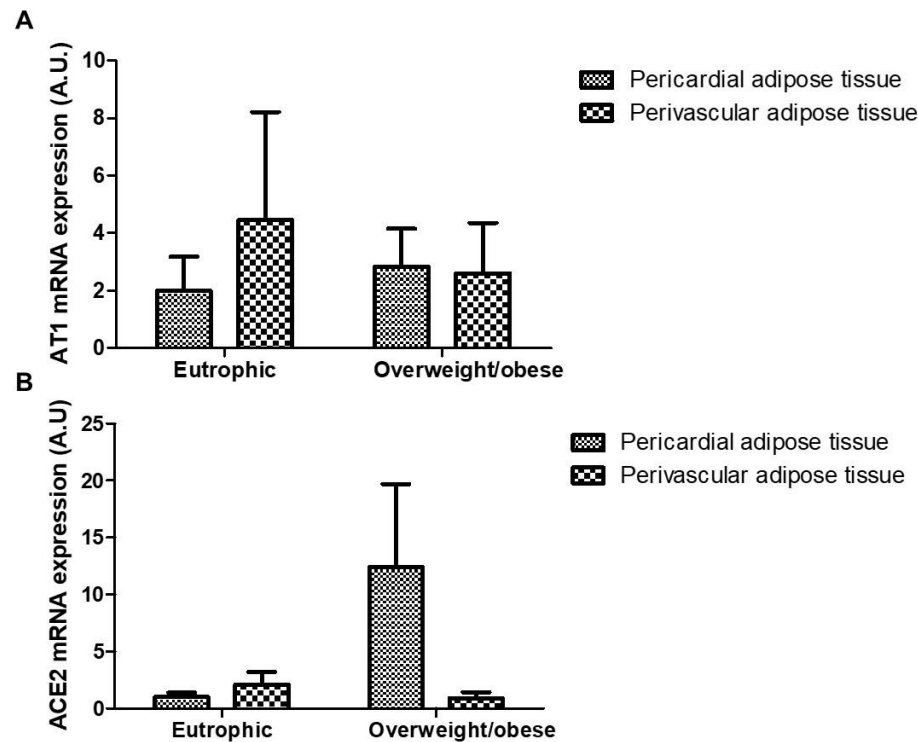 A
AT1 mRNA expression (A.U.)
10
8
6
4
2
0
Eutrophic
Overweight/obese
Pericardial adipose tissue
Perivascular adipose tissue
B
ACE2 mRNA expression (A.U)
25
20
15
10
5
0
Eutrophic
Overweight/obese
Pericardial adipose tissue
Perivascular adipose tissue